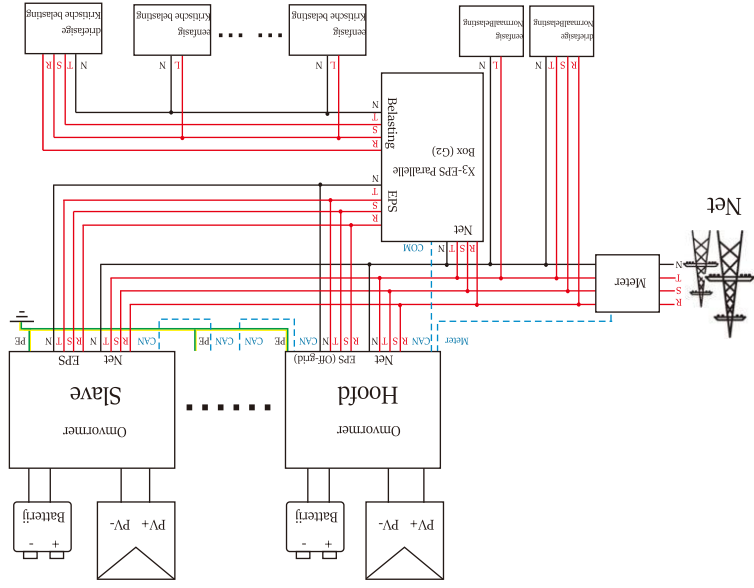 + -
+ -
PV+ PV-
Batterij
PV+ PV-
Batterij
Omvormer
Hoofd
Omvormer
Slave
Net
EPS (Off-grid)
Net
EPS
Meter
CAN
R S T N
R S T N
CAN
PE
CAN
CAN
PE
CAN
R S T N
R S T N
PE
R
S
T
N
Meter
Net
COM
R S T N
Net
R
S
T
N
EPS
X3-EPS Parallelle
Box (G2)
R
S
T
N
Belasting
R S T N
L N
L N
L N
N T S R
driefasige
NormaalBelasting
eenfasig
NormaalBelasting
eenfasig
Kritische belasting
eenfasig
Kritische belasting
driefasige
Kritische belasting